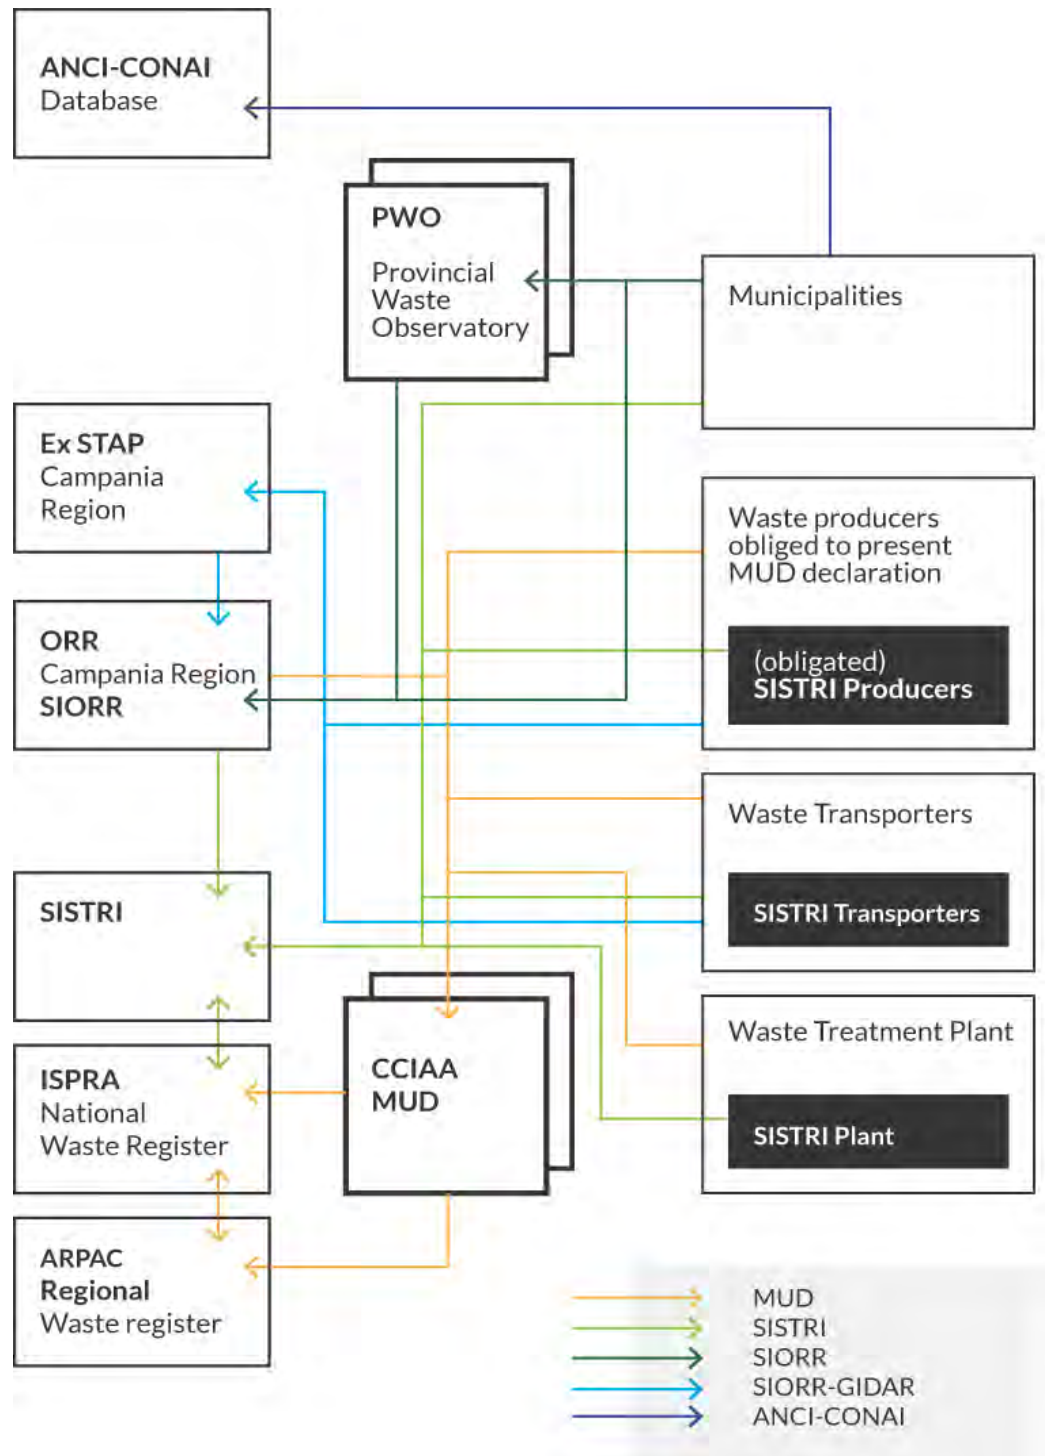 ANCI-CONAI
Database
PWO
Provincial
Waste
Observatory
Municipalities
Ex STAP
Campania
Region
Waste producers
obliged to present
MUD declaration
(obligated)
SISTRI Producers
ORR
Campania Region
SIORR
Waste Transporters
SISTRI Transporters
SISTRI
Waste Treatment Plant
SISTRI Plant
CCIAA
MUD
ISPRA
National
Waste Register
ARPAC
Regional
Waste register
MUD
SISTRI
SIORR
SIORR-GIDAR
ANCI-CONAI